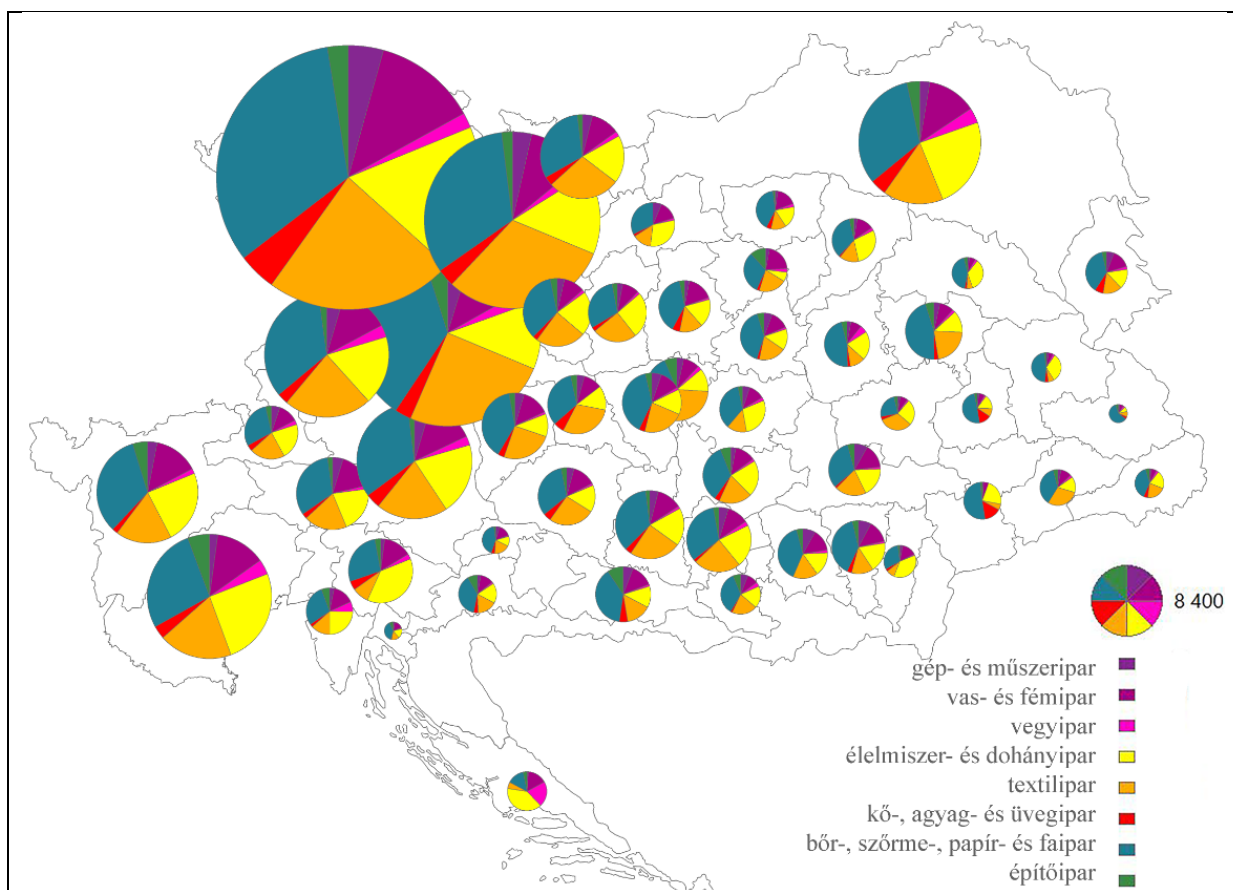 8 400
gép- és műszeripar
vas- és fémipar
vegyipar
élelmiszer- és dohányipar
textilipar
kő-, agyag- és üvegipar
bőr-, szőrme-, papír- és faipar
építőipar